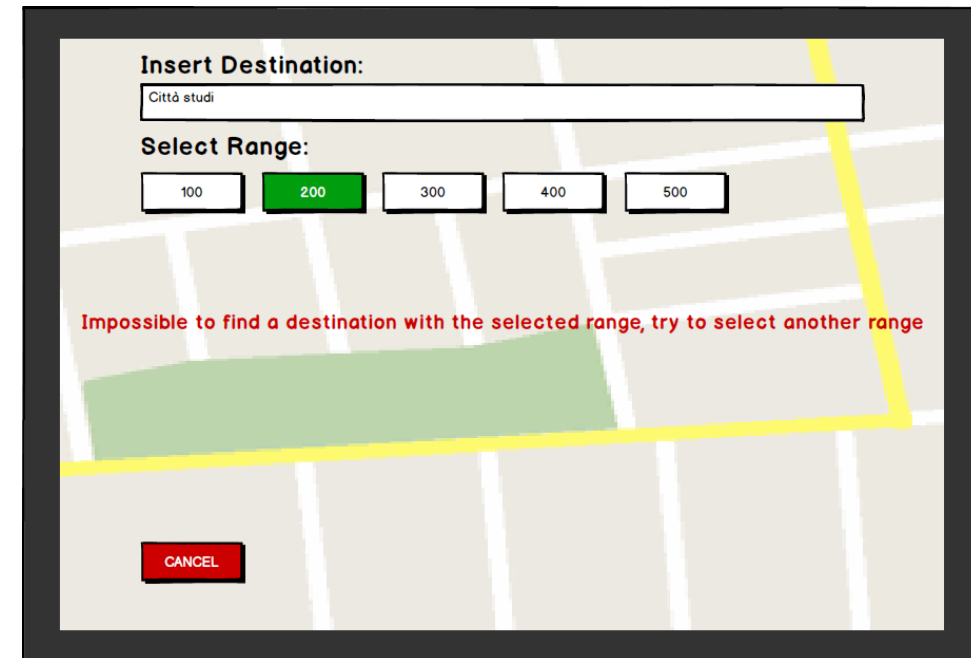 Insert Destination:
Città studi
Select Range:
100 200 300 400 500
Impossible to find a destination with the selected range, try to select another range
CANCEL